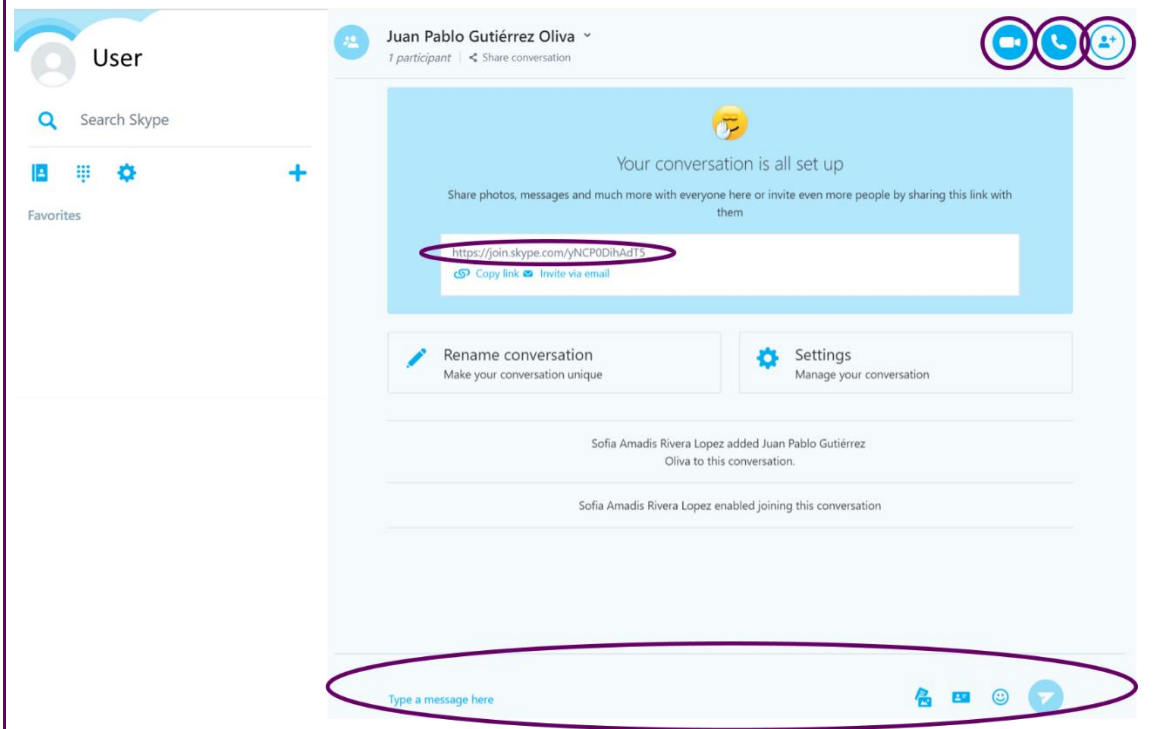 User
Search Skype
Favorites
Juan Pablo Gutiérrez Oliva
1 participant | Share conversation
Your conversation is all set up
Share photos, messages and much more with everyone here or invite even more people by sharing this link with
them
https://join.skype.com/yNCP0DihAdT5
Copy link Invite via email
Rename conversation
Make your conversation unique
Settings
Manage your conversation
Sofia Amadis Rivera Lopez added Juan Pablo Gutiérrez
Oliva to this conversation.
Sofia Amadis Rivera Lopez enabled joining this conversation
Type a message here